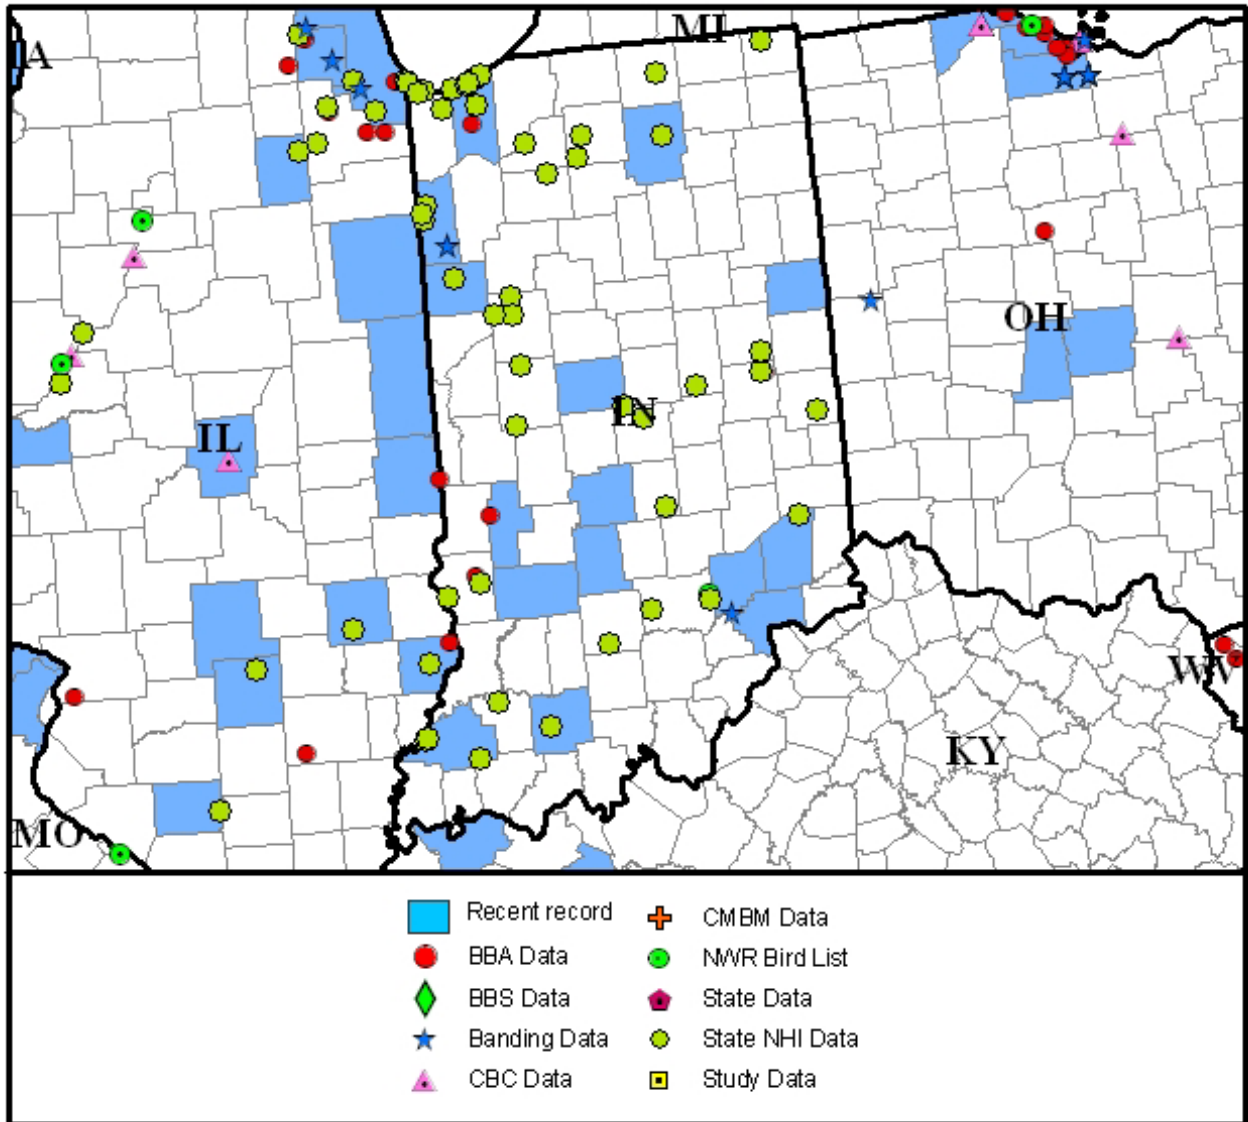 MI
A
OH
IN
IL
WV
KY
MO
Recent record
BBA Data
BBS Data
Banding Data
CBC Data
CMBM Data
NWR Bird List
State Data
State NHI Data
Study Data